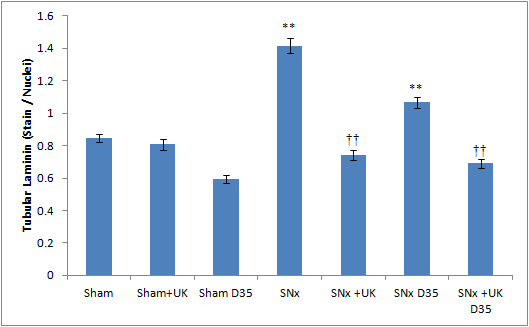 Tubular Laminin (Stain / Nuclei)
1.6
1.4
1.2
1
0.8
0.6
0.4
0.2
0
**
††
**
††
Sham
Sham+UK
Sham D35
SNx
SNx +UK
SNx D35
SNx +UK
D35